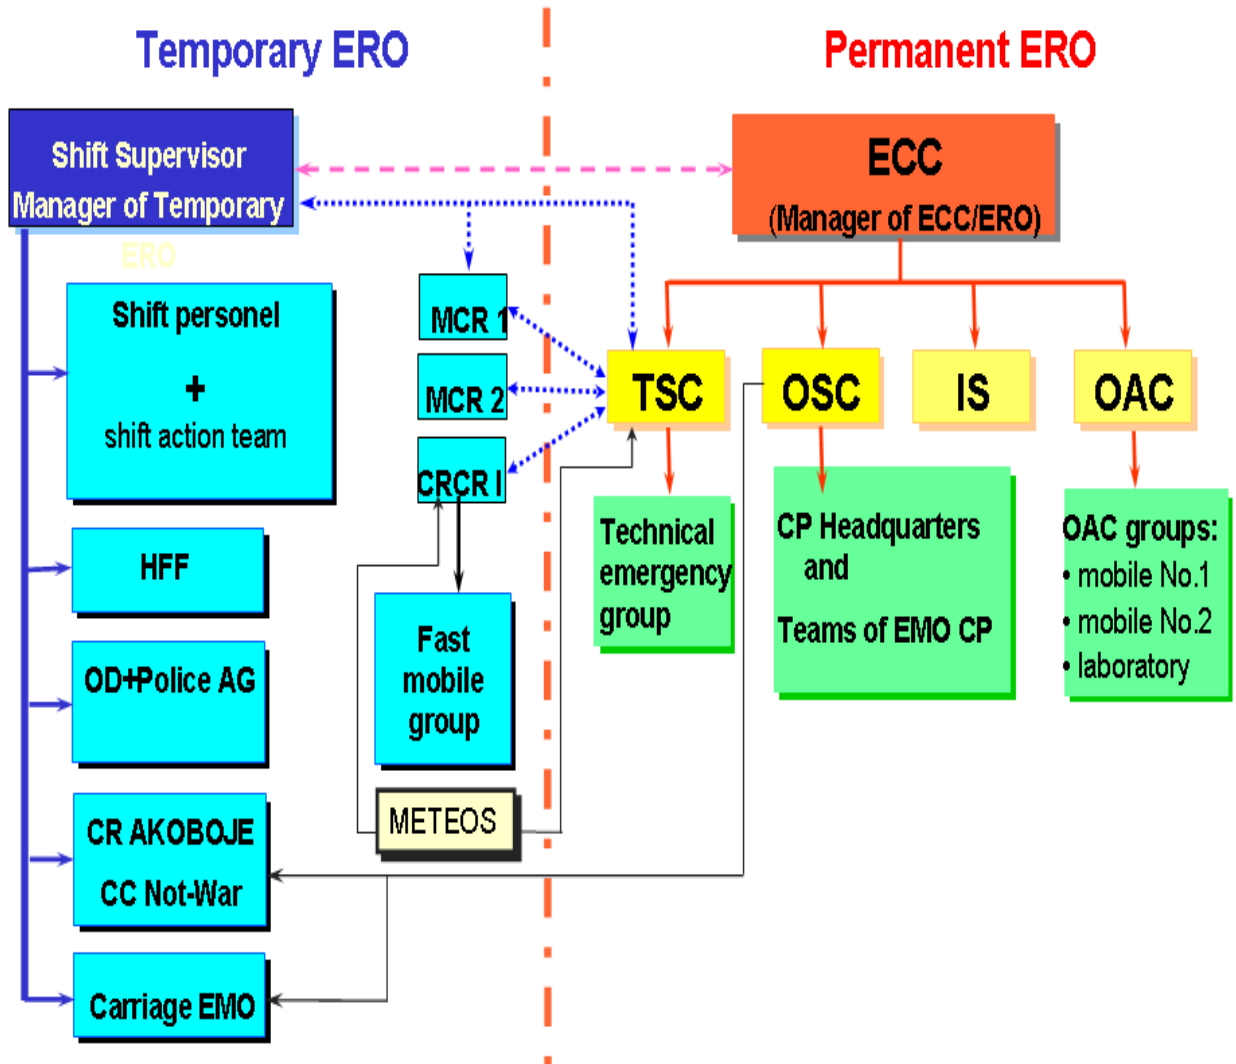 Temporary ERO
Permanent ERO
Shift Supervisor
Manager of Temporary
ERO
ECC
(Manager of ECC/ERO)
Shift personel
+
shift action team
MCR 1
MCR 2
CRCR I
TSC
OSC
IS
OAC
HFF
OD+Police AG
Fast
mobile
group
Technical
emergency
group
CP Headquarters
and
Teams of EMO CP
OAC groups:
• mobile No.1
• mobile No.2
• laboratory
METEOS
CR AKOBOJE
CC Not-War
Carriage EMO